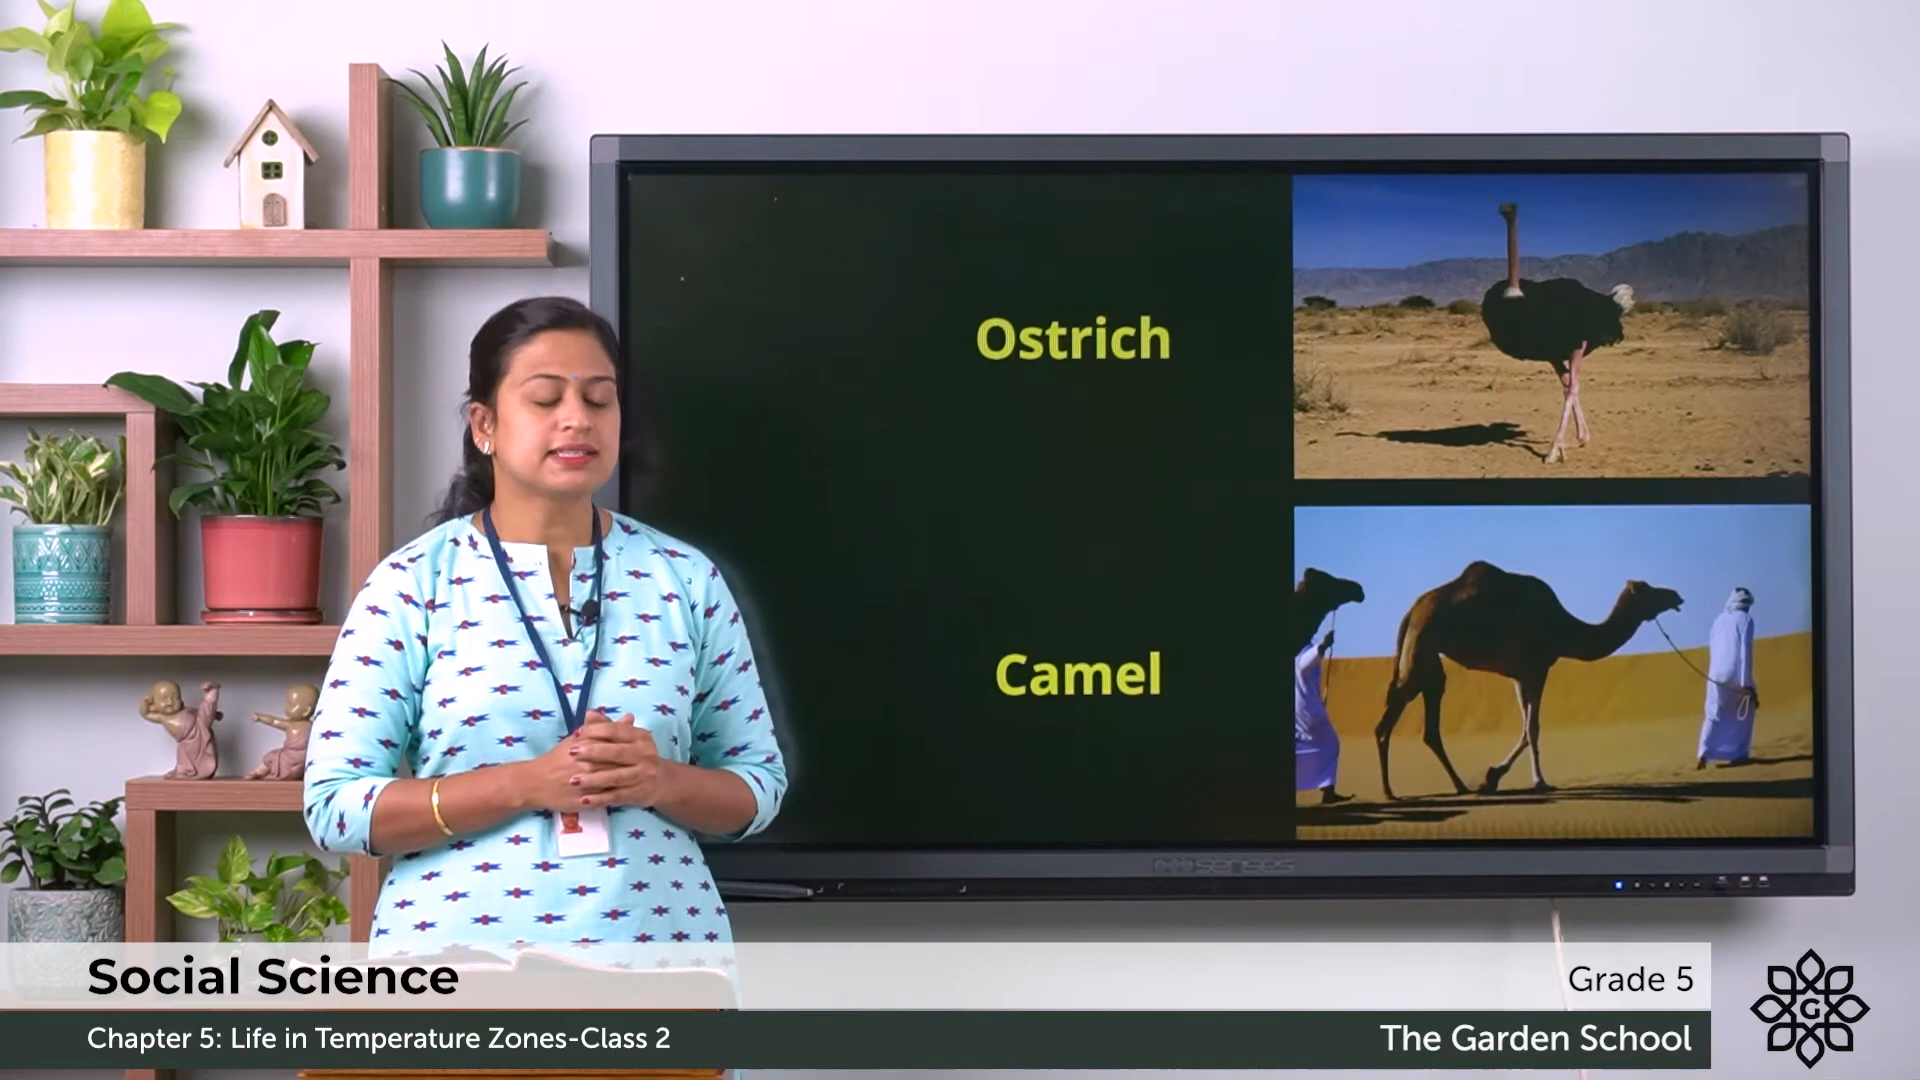 Ostrich
Camel
Social Science
Grade 5
Chapter 5: Life in Temperature Zones-Class 2
The Garden School
G